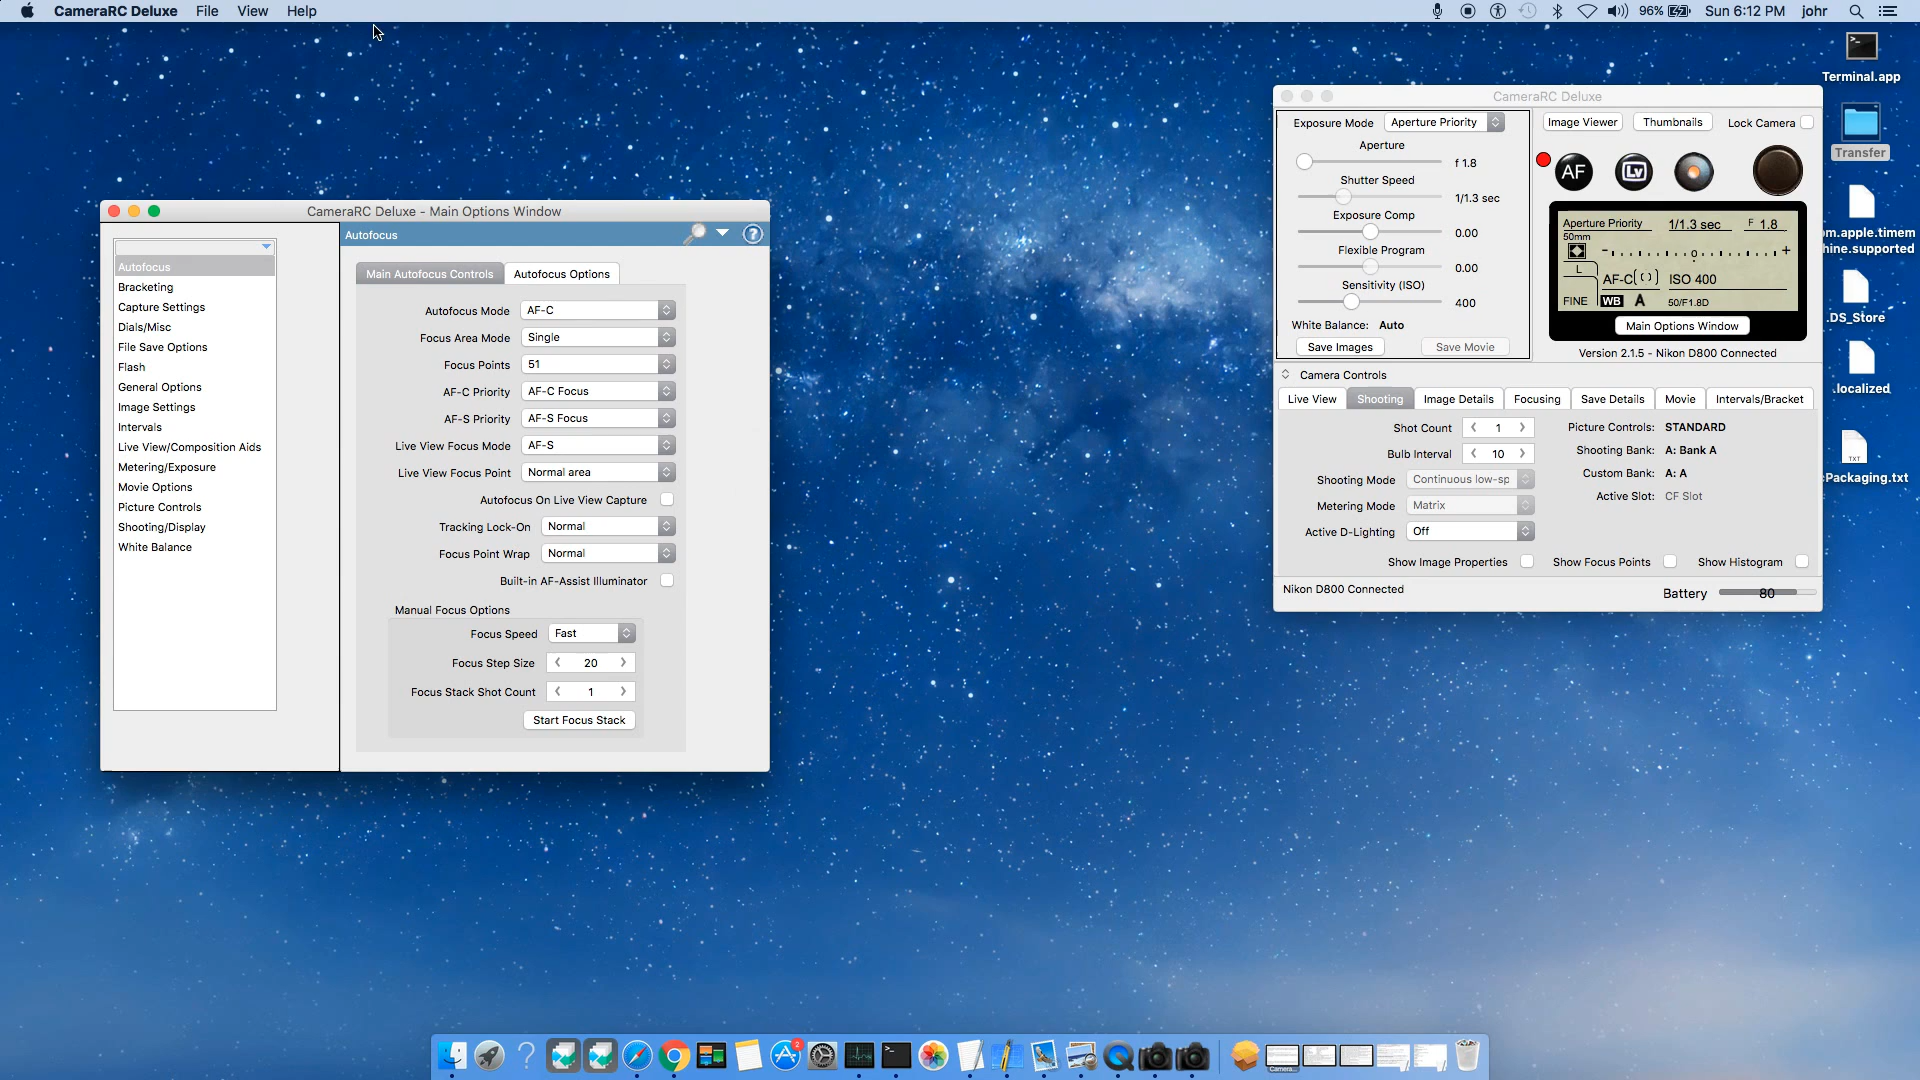 CameraRC Deluxe File View Help
96% Sun 6:12 PM johr
Terminal.app
Transfer
om.apple.timem
hine.supported
.DS_Store
.localized
cPackaging.txt
TXT
CameraRC Deluxe - Main Options Window
Autofocus
Bracketing
Capture Settings
Dials/Misc
File Save Options
Flash
General Options
Image Settings
Intervals
Live View/Composition Aids
Metering/Exposure
Movie Options
Picture Controls
Shooting/Display
White Balance
Autofocus ?
Main Autofocus Controls Autofocus Options
Autofocus Mode AF-C
Focus Area Mode Single
Focus Points 51
AF-C Priority AF-C Focus
AF-S Priority AF-S Focus
Live View Focus Mode AF-S
Live View Focus Point Normal area
Autofocus On Live View Capture
Tracking Lock-On Normal
Focus Point Wrap Normal
Built-in AF-Assist Illuminator
Manual Focus Options
Focus Speed Fast
Focus Step Size 20
Focus Stack Shot Count 1
Start Focus Stack
CameraRC Deluxe
Exposure Mode Aperture Priority
Aperture
f 1.8
Shutter Speed
1/1.3 sec
Exposure Comp
0.00
Flexible Program
0.00
Sensitivity (ISO)
400
White Balance: Auto
Save Images Save Movie
Image Viewer Thumbnails Lock Camera
AF Lv
Aperture Priority 1/1.3 sec F 1.8
50mm
- 0 +
L
AF-C ISO 400
FINE WB A 50/F1.8D
Main Options Window
Version 2.1.5 - Nikon D800 Connected
Camera Controls
Live View Shooting Image Details Focusing Save Details Movie Intervals/Bracket
Shot Count 1
Bulb Interval 10
Shooting Mode Continuous low-sp
Metering Mode Matrix
Active D-Lighting Off
Picture Controls: STANDARD
Shooting Bank: A: Bank A
Custom Bank: A: A
Active Slot: CF Slot
Show Image Properties Show Focus Points Show Histogram
Nikon D800 Connected
Battery 80
2